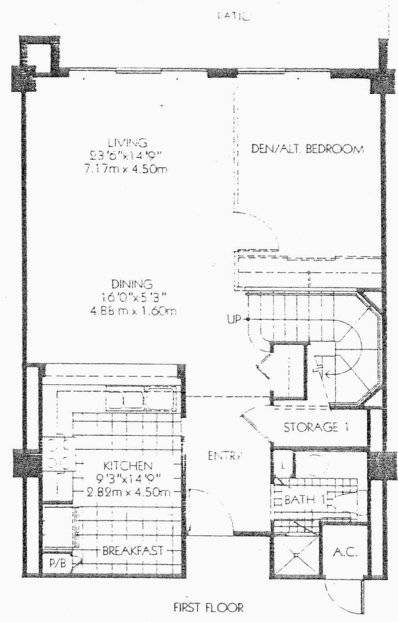 PATIO
LIVING
23'6"x14'9"
7.17m x 4.50m
DEN/ALT. BEDROOM
DINING
16'0"x5'3"
4.88 m x 1.60m
UP
STORAGE 1
ENTRY
KITCHEN
9'3"x14'9"
2.82m x 4.50m
L
BATH 1
BREAKFAST
P/B
A.C.
FIRST FLOOR